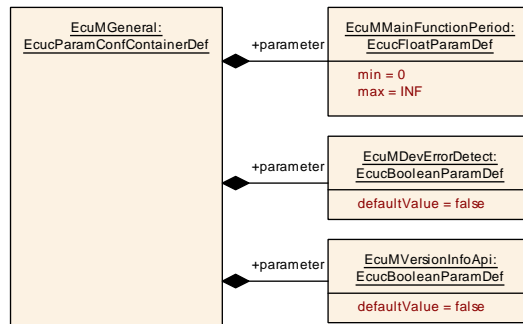 EcuMGeneral:
EcucParamConfContainerDef
+parameter
EcuMMainFunctionPeriod:
EcucFloatParamDef
min = 0
max = INF
+parameter
EcuMDevErrorDetect:
EcucBooleanParamDef
defaultValue = false
+parameter
EcuMVersionInfoApi:
EcucBooleanParamDef
defaultValue = false